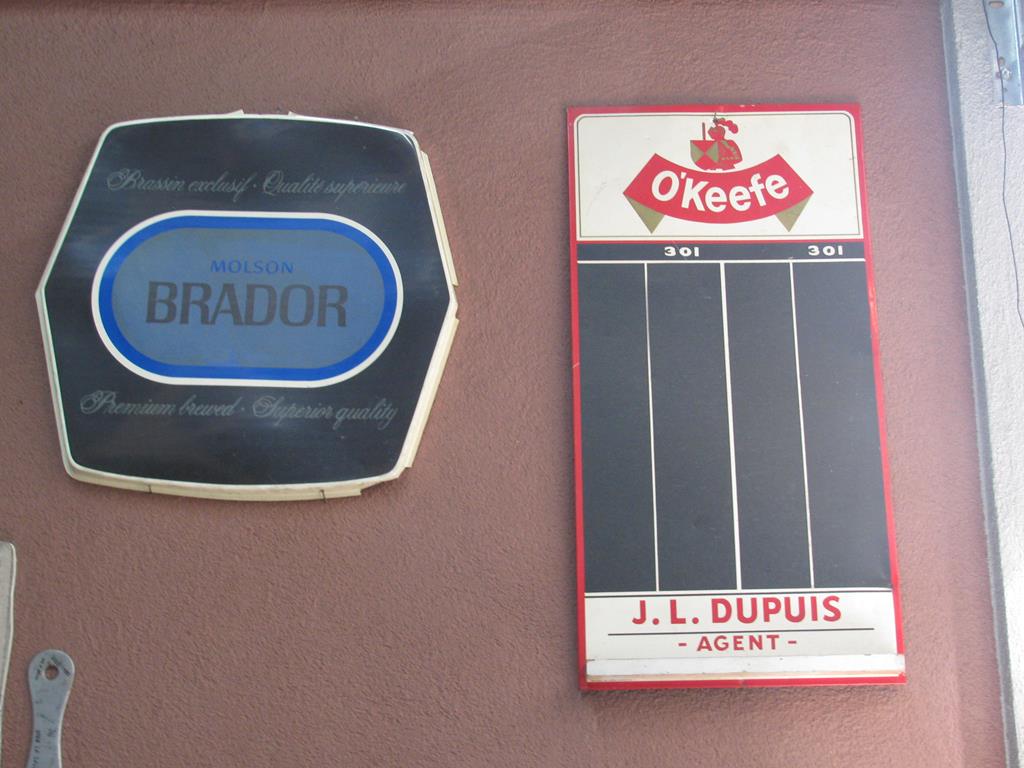 Brassin exclusif · Qualité supérieure
MOLSON
BRADOR
Premium brewed · Superior quality
O'Keefe
301 301
J. L. DUPUIS
- AGENT -